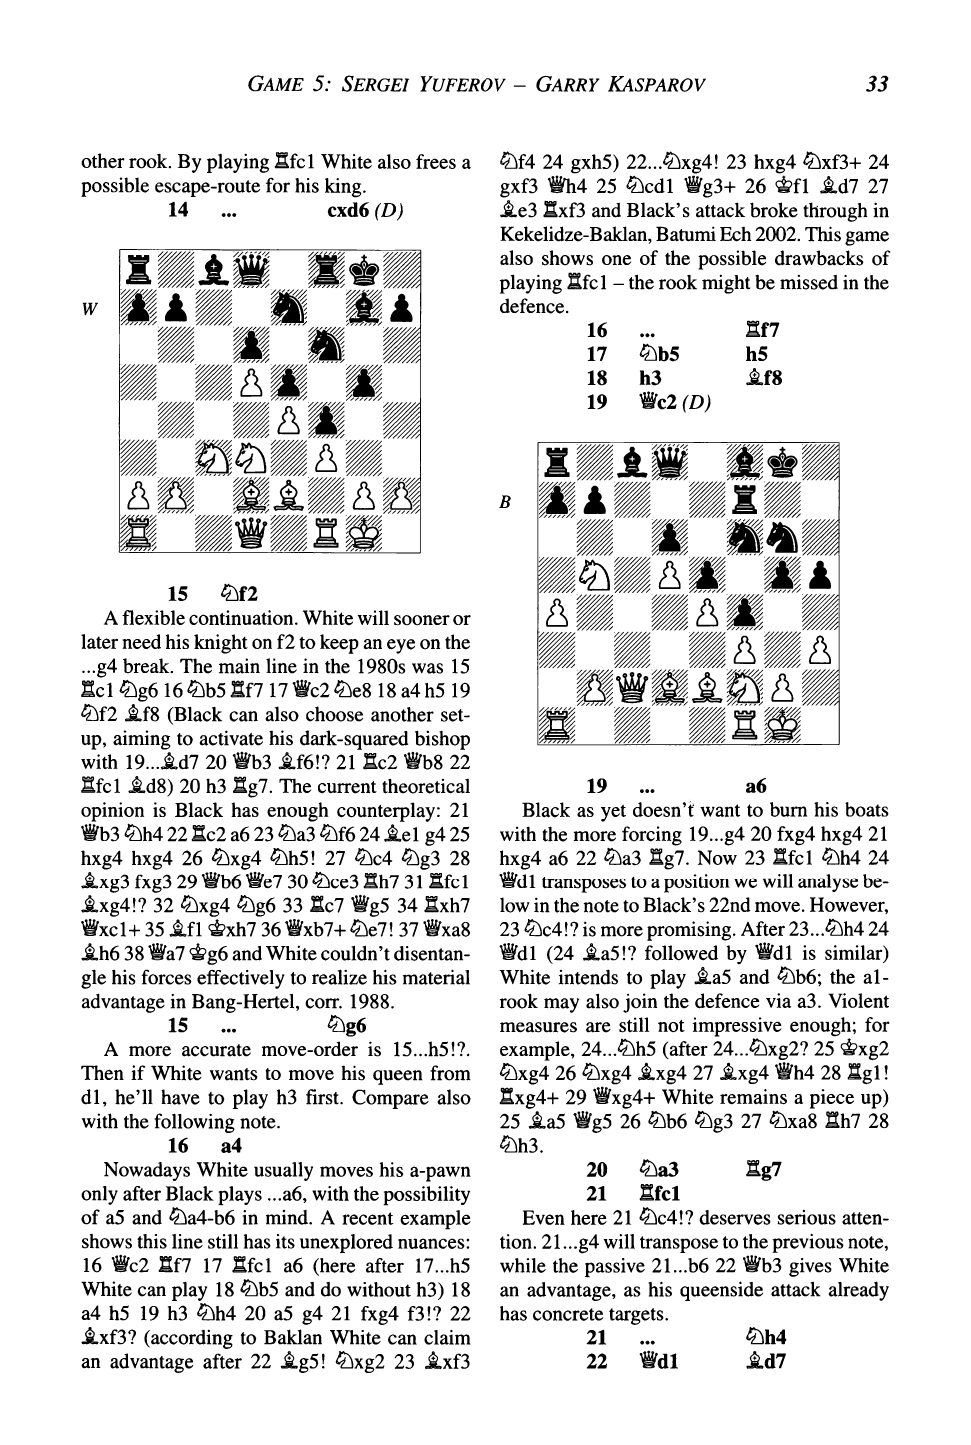 GAME 5: SERGEI YUFEROV – GARRY KASPAROV 33
other rook. By playing ♖fc1 White also frees a
possible escape-route for his king.
14 ... cxd6 (D)
W
15 ♘f2
A flexible continuation. White will sooner or
later need his knight on f2 to keep an eye on the
...g4 break. The main line in the 1980s was 15
♖c1 ♘g6 16 ♘b5 ♖f7 17 ♕c2 ♘e8 18 a4 h5 19
♘f2 ♗f8 (Black can also choose another set-
up, aiming to activate his dark-squared bishop
with 19...♗d7 20 ♕b3 ♗f6!? 21 ♖c2 ♕b8 22
♖fc1 ♗d8) 20 h3 ♖g7. The current theoretical
opinion is Black has enough counterplay: 21
♕b3 ♘h4 22 ♖c2 a6 23 ♘a3 ♘f6 24 ♗e1 g4 25
hxg4 hxg4 26 ♘xg4 ♘h5! 27 ♘c4 ♘g3 28
♗xg3 fxg3 29 ♕b6 ♕e7 30 ♘ce3 ♖h7 31 ♖fc1
♗xg4!? 32 ♘xg4 ♘g6 33 ♖c7 ♕g5 34 ♖xh7
♕xc1+ 35 ♗f1 ♔xh7 36 ♕xb7+ ♘e7! 37 ♕xa8
♗h6 38 ♕a7 ♔g6 and White couldn't disentan-
gle his forces effectively to realize his material
advantage in Bang-Hertel, corr. 1988.
15 ... ♘g6
A more accurate move-order is 15...h5!?.
Then if White wants to move his queen from
d1, he'll have to play h3 first. Compare also
with the following note.
16 a4
Nowadays White usually moves his a-pawn
only after Black plays ...a6, with the possibility
of a5 and ♘a4-b6 in mind. A recent example
shows this line still has its unexplored nuances:
16 ♕c2 ♖f7 17 ♖fc1 a6 (here after 17...h5
White can play 18 ♘b5 and do without h3) 18
a4 h5 19 h3 ♘h4 20 a5 g4 21 fxg4 f3!? 22
♗xf3? (according to Baklan White can claim
an advantage after 22 ♗g5! ♘xg2 23 ♗xf3
♘f4 24 gxh5) 22...♘xg4! 23 hxg4 ♘xf3+ 24
gxf3 ♕h4 25 ♘cd1 ♕g3+ 26 ♔f1 ♗d7 27
♗e3 ♖xf3 and Black's attack broke through in
Kekelidze-Baklan, Batumi Ech 2002. This game
also shows one of the possible drawbacks of
playing ♖fc1 – the rook might be missed in the
defence.
16 ... ♖f7
17 ♘b5 h5
18 h3 ♗f8
19 ♕c2 (D)
B
19 ... a6
Black as yet doesn't want to burn his boats
with the more forcing 19...g4 20 fxg4 hxg4 21
hxg4 a6 22 ♘a3 ♖g7. Now 23 ♖fc1 ♘h4 24
♕d1 transposes to a position we will analyse be-
low in the note to Black's 22nd move. However,
23 ♘c4!? is more promising. After 23...♘h4 24
♕d1 (24 ♗a5!? followed by ♕d1 is similar)
White intends to play ♗a5 and ♘b6; the a1-
rook may also join the defence via a3. Violent
measures are still not impressive enough; for
example, 24...♘h5 (after 24...♘xg2? 25 ♔xg2
♘xg4 26 ♘xg4 ♗xg4 27 ♗xg4 ♕h4 28 ♖g1!
♖xg4+ 29 ♕xg4+ White remains a piece up)
25 ♗a5 ♕g5 26 ♘b6 ♘g3 27 ♘xa8 ♖h7 28
♘h3.
20 ♘a3 ♖g7
21 ♖fc1
Even here 21 ♘c4!? deserves serious atten-
tion. 21...g4 will transpose to the previous note,
while the passive 21...b6 22 ♕b3 gives White
an advantage, as his queenside attack already
has concrete targets.
21 ... ♘h4
22 ♕d1 ♗d7